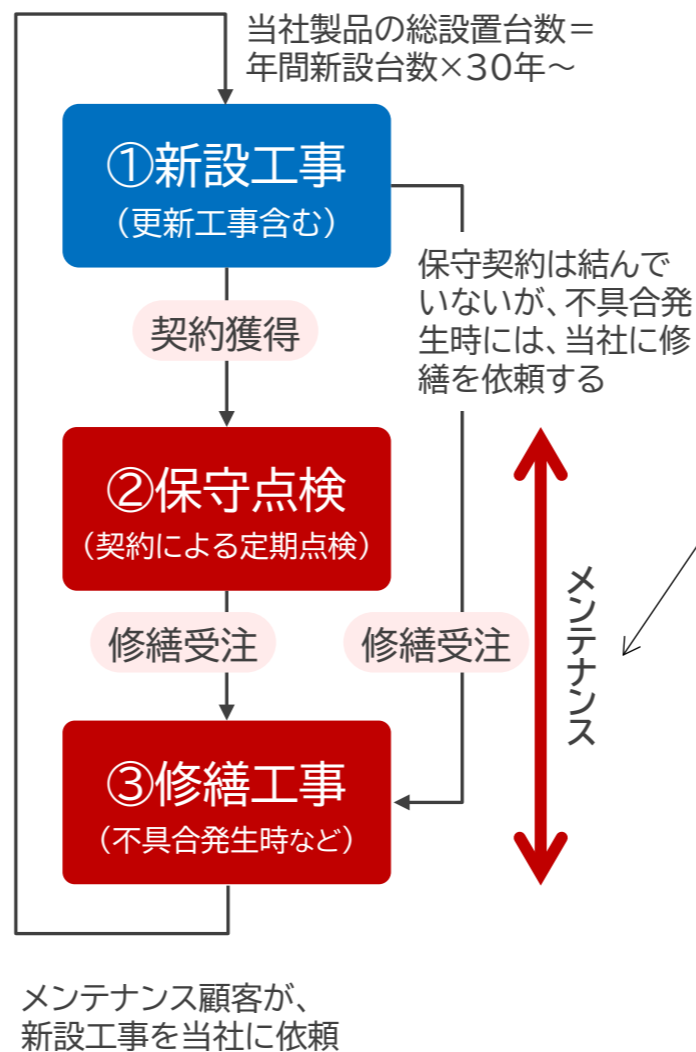 当社製品の総設置台数＝
年間新設台数×30年～
①新設工事
（更新工事含む）
保守契約は結んで
いないが、不具合発
生時には、当社に修
繕を依頼する
契約獲得
②保守点検
（契約による定期点検）
メンテナンス
修繕受注
修繕受注
③修繕工事
（不具合発生時など）
メンテナンス顧客が、
新設工事を当社に依頼